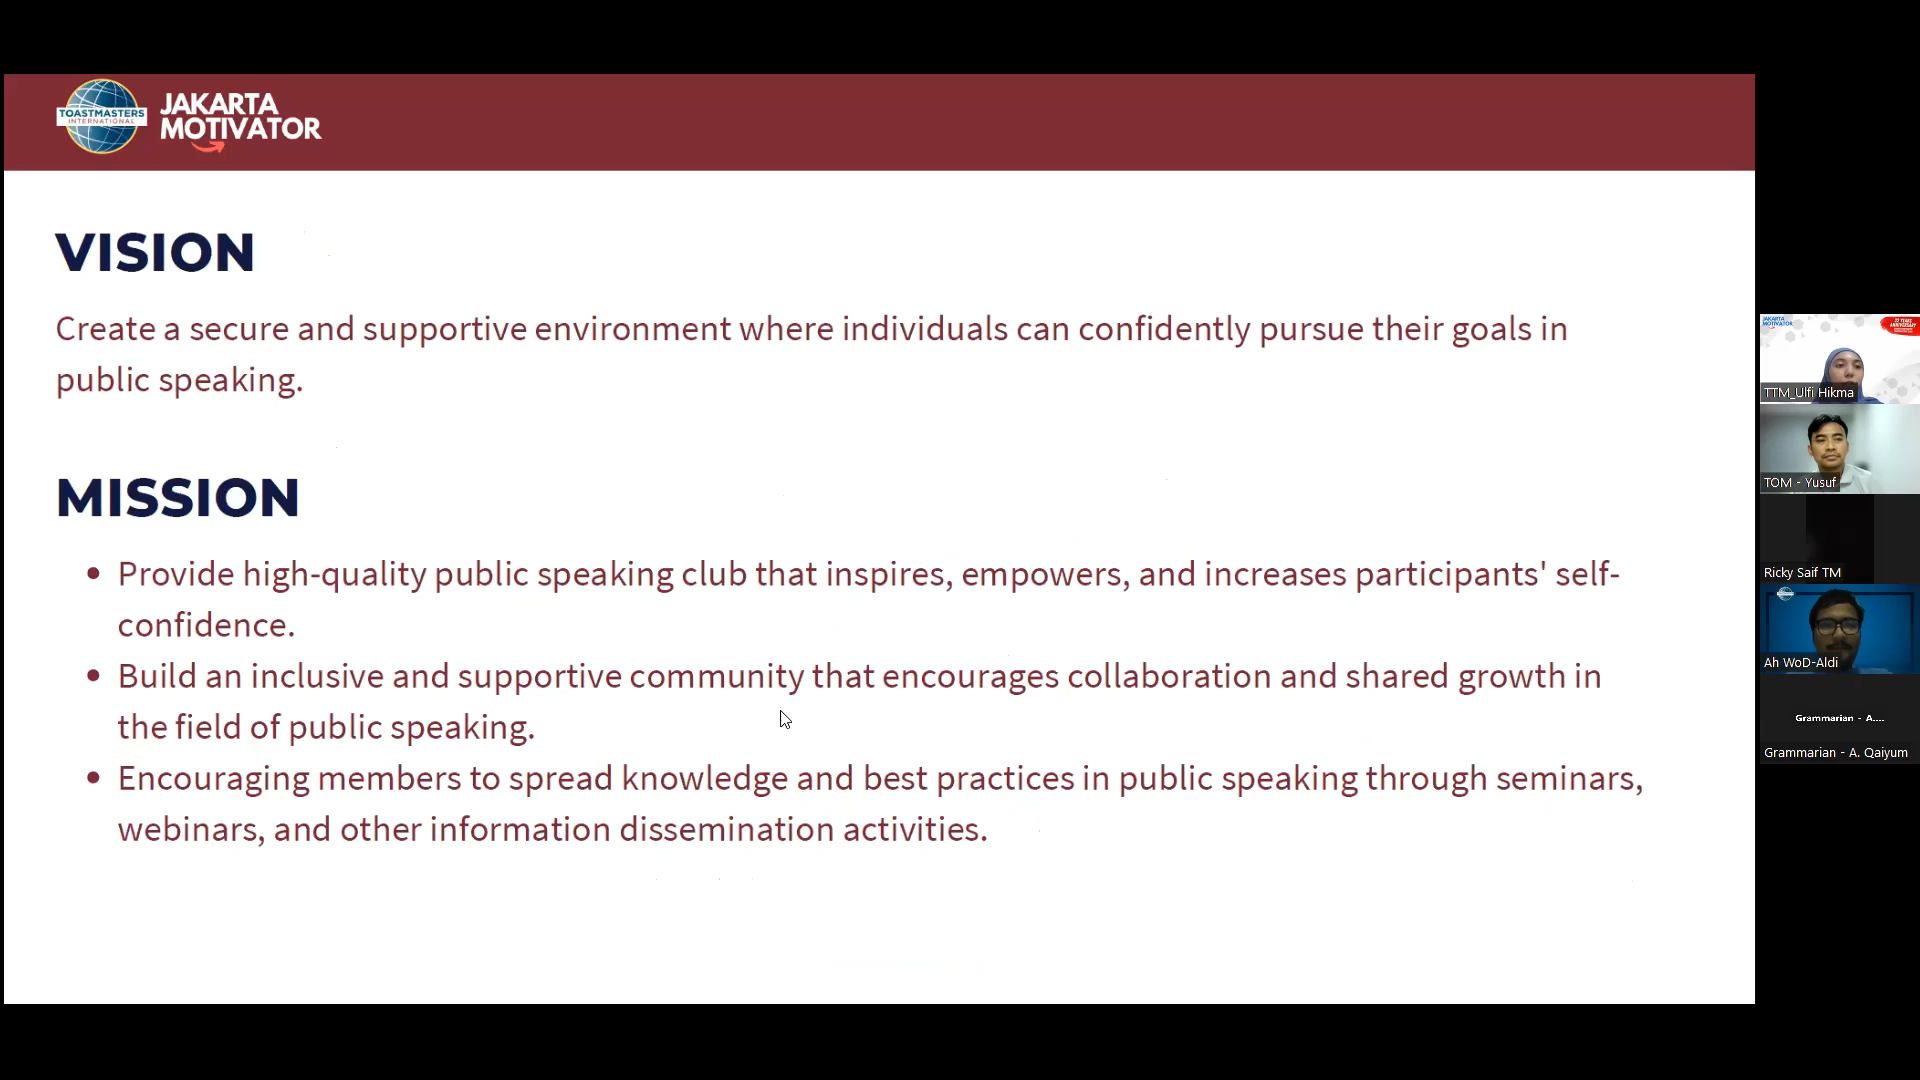 TOASTMASTERS
INTERNATIONAL
JAKARTA
MOTIVATOR
VISION
Create a secure and supportive environment where individuals can confidently pursue their goals in
public speaking.
MISSION
• Provide high-quality public speaking club that inspires, empowers, and increases participants' self-
confidence.
• Build an inclusive and supportive community that encourages collaboration and shared growth in
the field of public speaking.
• Encouraging members to spread knowledge and best practices in public speaking through seminars,
webinars, and other information dissemination activities.
JAKARTA
MOTIVATOR
TTM_Ulfi Hikma
TOM - Yusuf
Ricky Saif TM
Ah WoD-Aldi
Grammarian - A....
Grammarian - A. Qaiyum